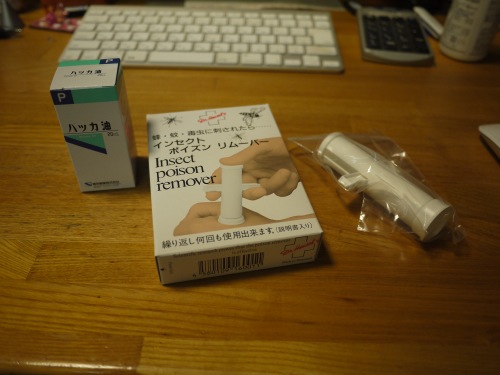 P
ハッカ油
P
ハッカ油
蜂・蚊・毒虫に刺されたら
インセクト
ポイズン リムーバー
Insect
poison
remover
繰り返し何回も使用出来ます。(説明書入り)